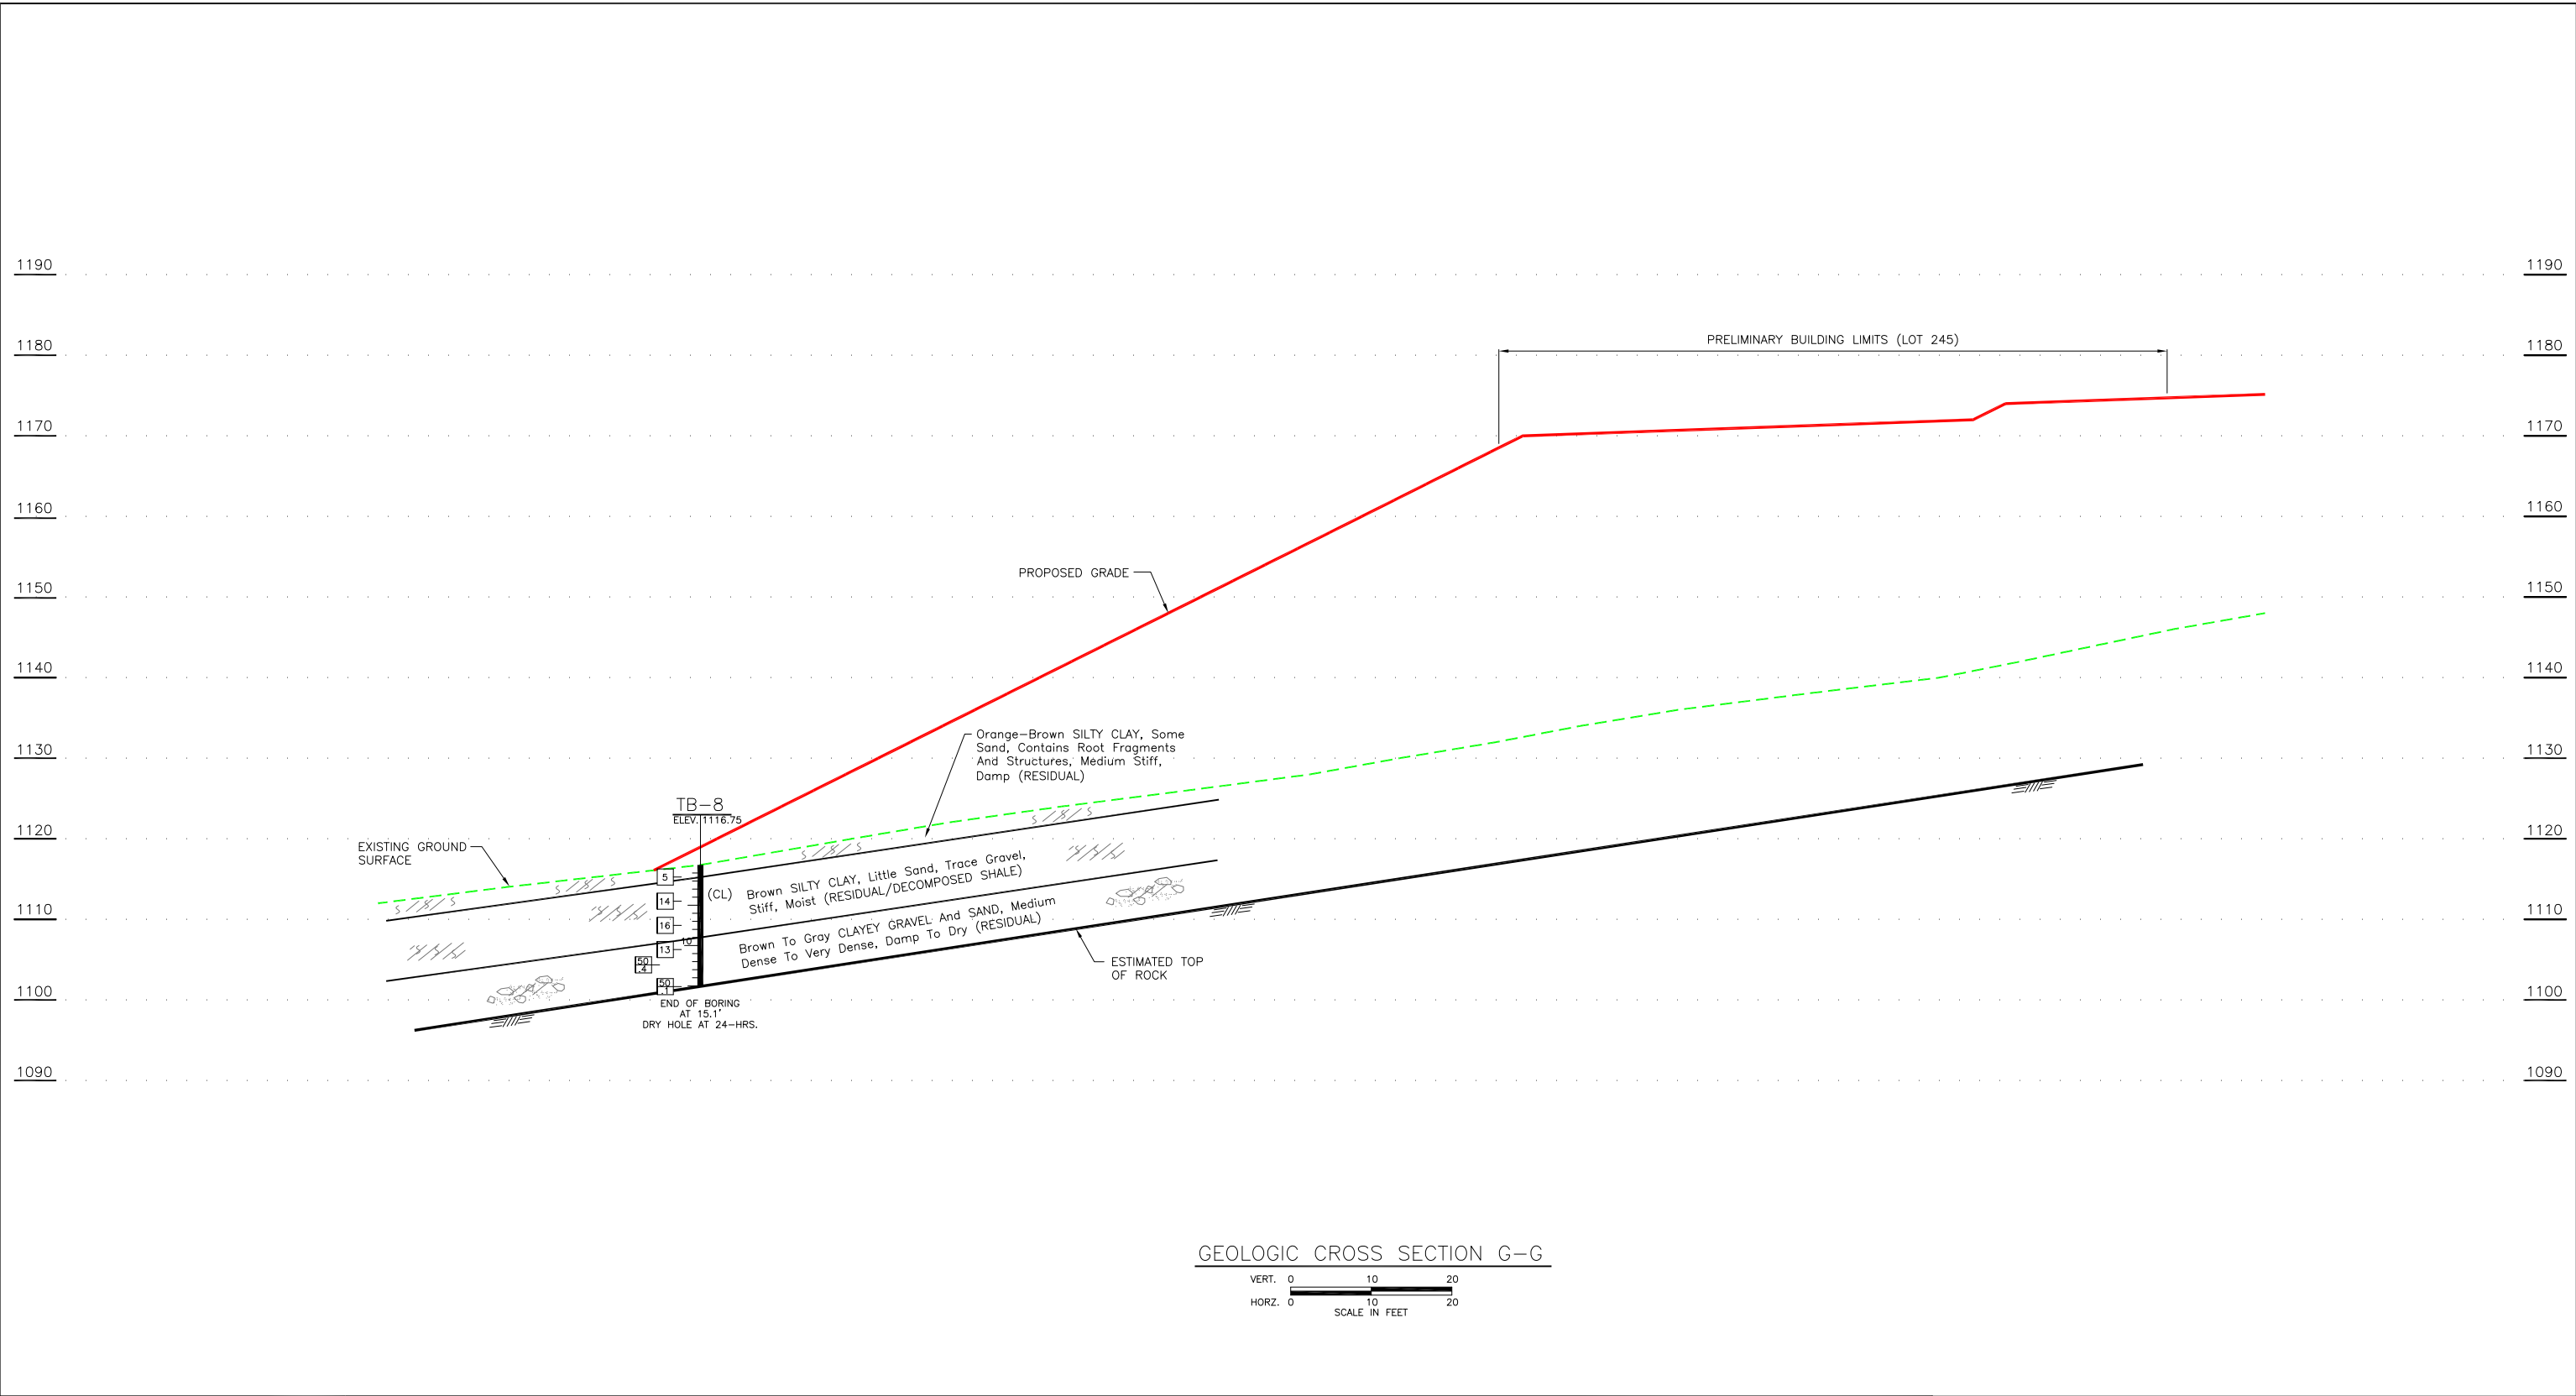 1190
1190
PRELIMINARY BUILDING LIMITS (LOT 245)
1180
1180
1170
1170
1160
1160
PROPOSED GRADE
1150
1150
1140
1140
Orange-Brown SILTY CLAY, Some
Sand, Contains Root Fragments
And Structures, Medium Stiff,
Damp (RESIDUAL)
1130
1130
TB-8
ELEV. 1116.75
1120
1120
EXISTING GROUND
SURFACE
5
14
16
13
10
50
.4
50
.1
(CL) Brown SILTY CLAY, Little Sand, Trace Gravel,
Stiff, Moist (RESIDUAL/DECOMPOSED SHALE)
1110
1110
Brown To Gray CLAYEY GRAVEL And SAND, Medium
Dense To Very Dense, Damp To Dry (RESIDUAL)
ESTIMATED TOP
OF ROCK
1100
1100
END OF BORING
AT 15.1'
DRY HOLE AT 24-HRS.
1090
1090
GEOLOGIC CROSS SECTION G-G
VERT. 0 10 20
HORZ. 0 10 20
SCALE IN FEET